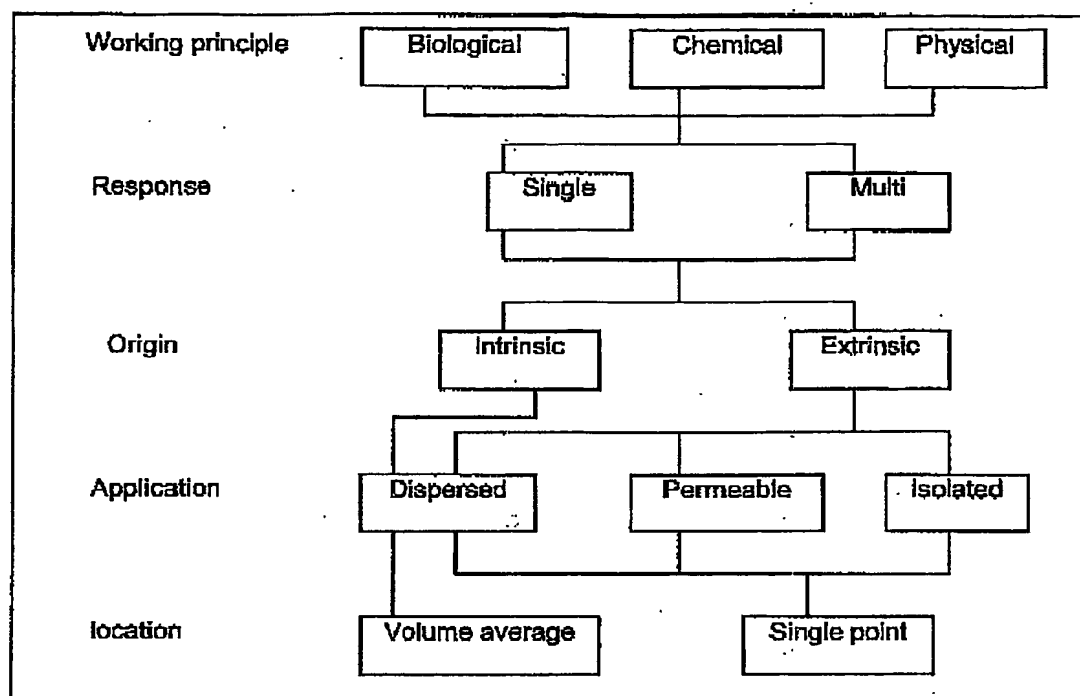 Working principle Biological Chemical Physical
Response Single Multi
Origin Intrinsic Extrinsic
Application Dispersed Permeable Isolated
location Volume average Single point